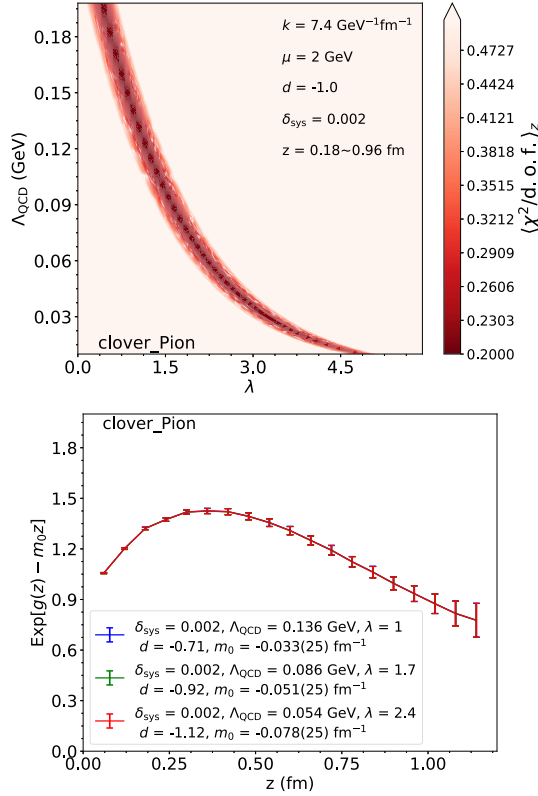 k = 7.4 GeV⁻¹fm⁻¹
μ = 2 GeV
d = -1.0
δsys = 0.002
z = 0.18~0.96 fm
clover_Pion
Λ_QCD (GeV)
0.18
0.15
0.12
0.09
0.06
0.03
0.0 1.5 3.0 4.5
λ
0.4727
0.4424
0.4121
0.3818
0.3515
0.3212
0.2909
0.2606
0.2303
0.2000
⟨χ²/d. o. f.⟩_z
clover_Pion
Exp[g(z) − m₀z]
1.8
1.5
1.2
0.9
0.6
0.3
0.0
δsys = 0.002, Λ_QCD = 0.136 GeV, λ = 1
d = -0.71, m₀ = -0.033(25) fm⁻¹
δsys = 0.002, Λ_QCD = 0.086 GeV, λ = 1.7
d = -0.92, m₀ = -0.051(25) fm⁻¹
δsys = 0.002, Λ_QCD = 0.054 GeV, λ = 2.4
d = -1.12, m₀ = -0.078(25) fm⁻¹
0.00 0.25 0.50 0.75 1.00
z (fm)